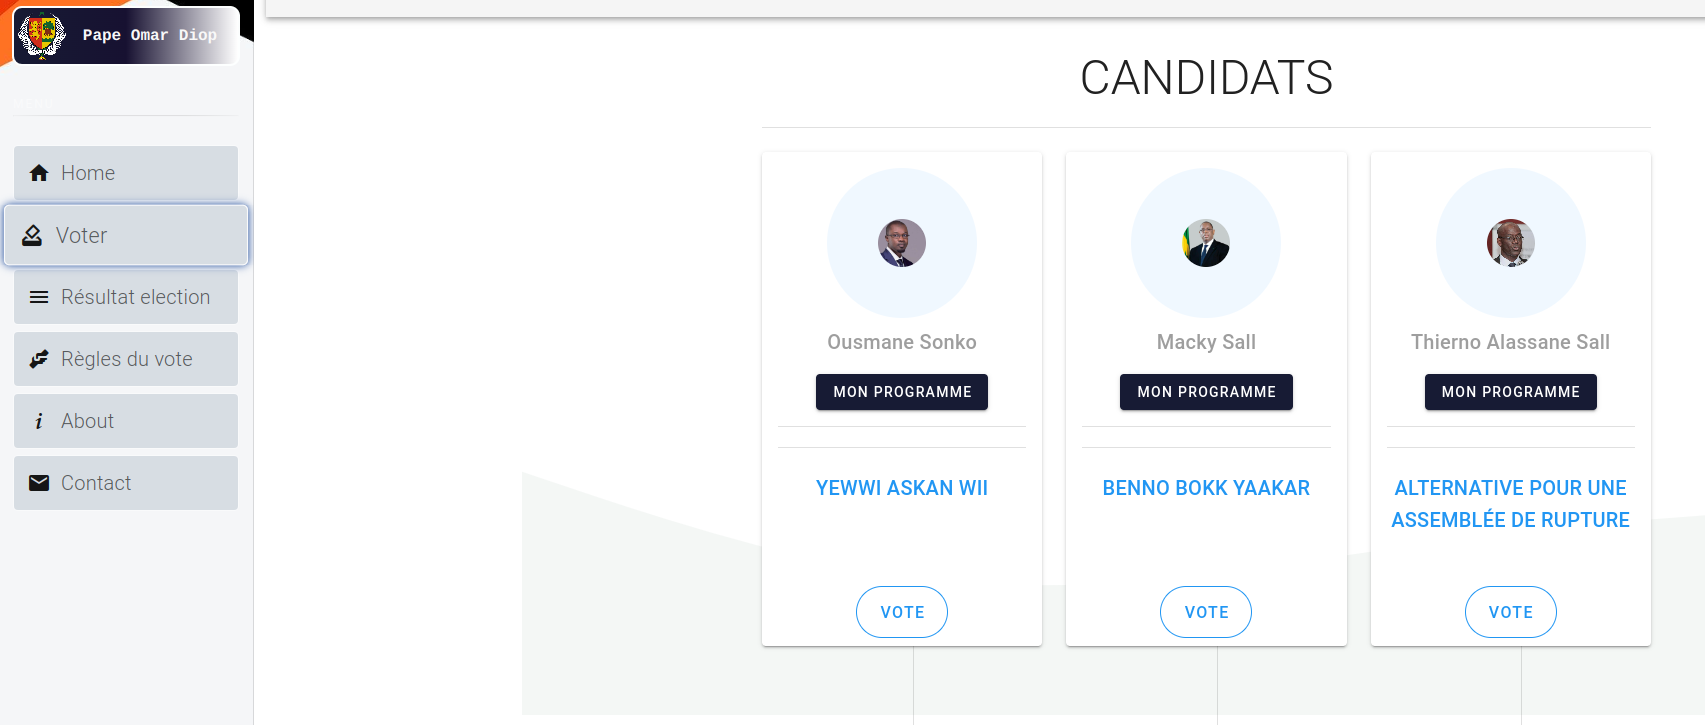 Pape Omar Diop
MENU
Home
Voter
Résultat election
Règles du vote
About
Contact
CANDIDATS
Ousmane Sonko
MON PROGRAMME
YEWWI ASKAN WII
VOTE
Macky Sall
MON PROGRAMME
BENNO BOKK YAAKAR
VOTE
Thierno Alassane Sall
MON PROGRAMME
ALTERNATIVE POUR UNE
ASSEMBLÉE DE RUPTURE
VOTE